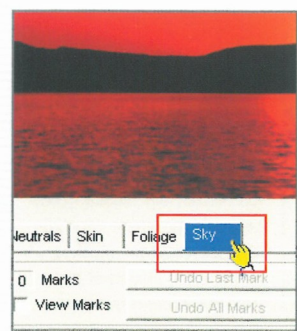 Neutrals Skin Foliage Sky
0 Marks Undo Last Mark
View Marks Undo All Marks